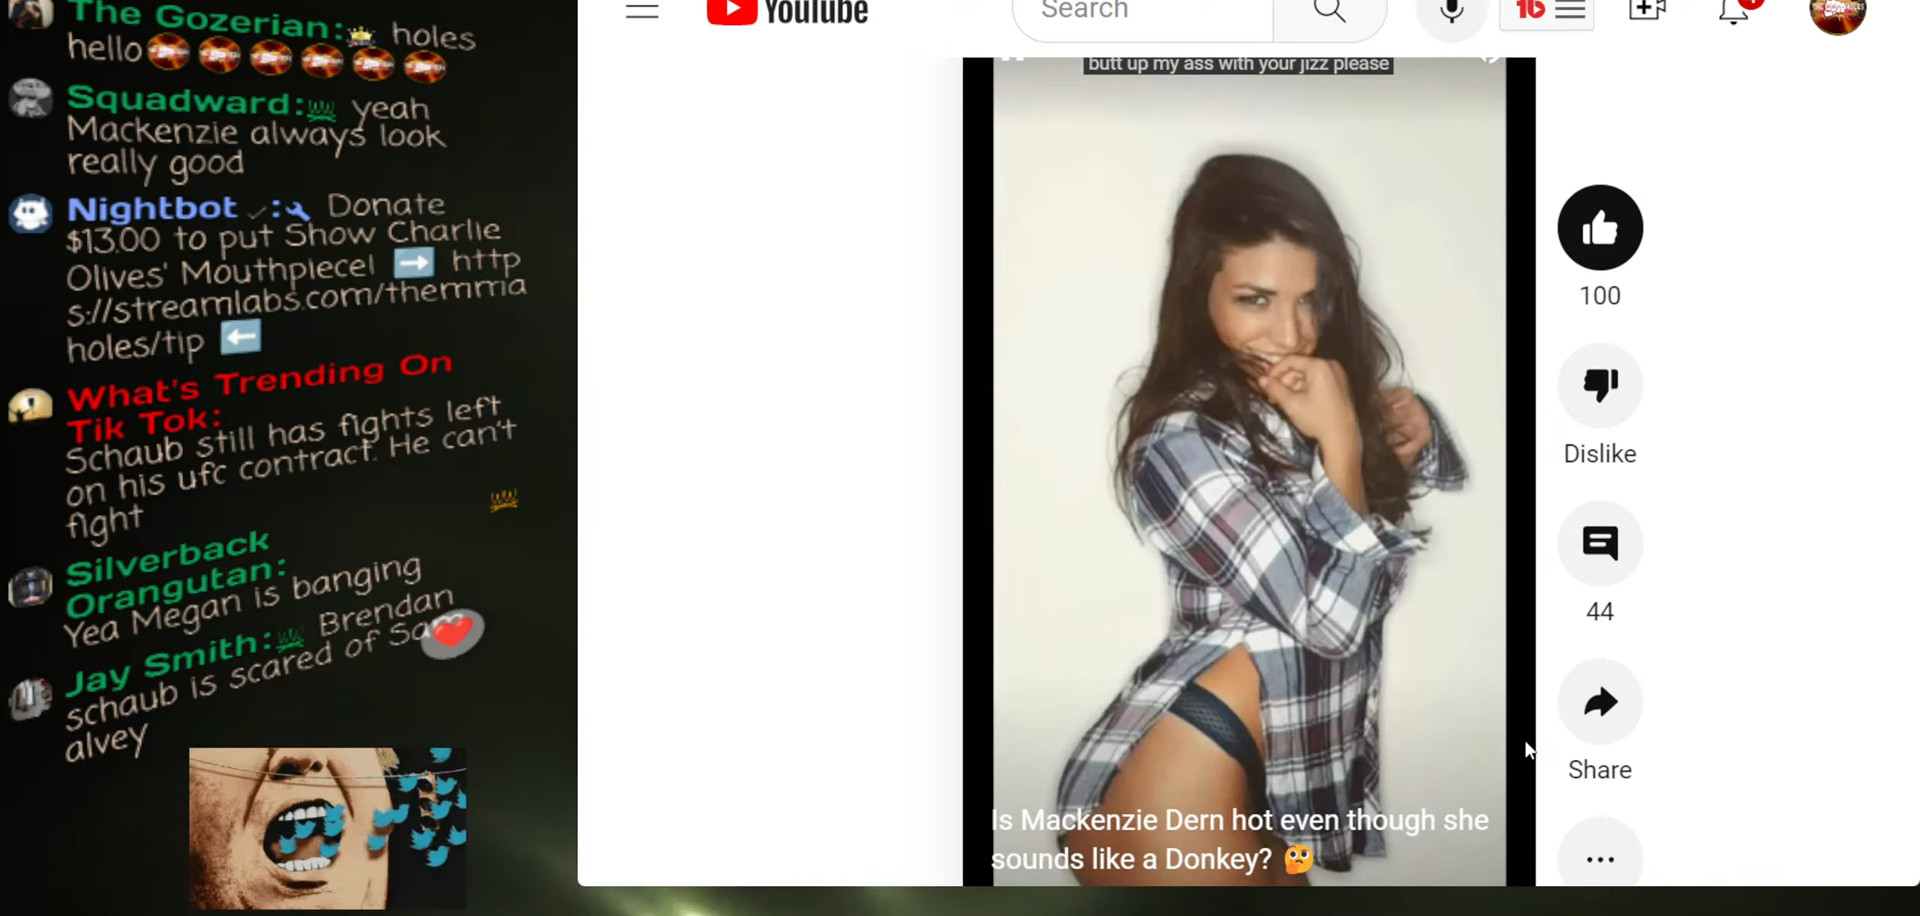 The Gozerian: holes
hello
Squadward: yeah
Mackenzie always look
really good
Nightbot ✓: Donate
$13.00 to put Show Charlie
Olives' Mouthpiece! ➡️ http
s://streamlabs.com/themma
holes/tip ⬅️
What's Trending On
Tik Tok:
Schaub still has fights left
on his ufc contract. He can't
fight
Silverback
Orangutan:
Yea Megan is banging
Jay Smith: Brendan
schaub is scared of Sam
alvey
YouTube
Search
butt up my ass with your jizz please
Is Mackenzie Dern hot even though she
sounds like a Donkey?
100
Dislike
44
Share